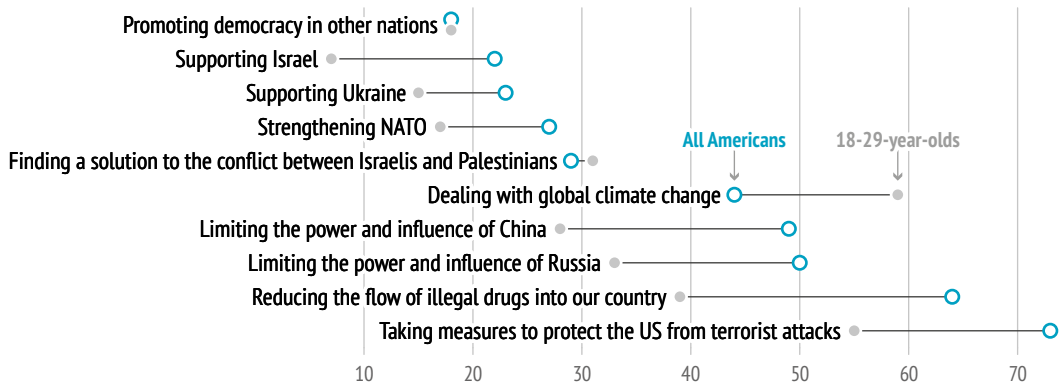 Promoting democracy in other nations
Supporting Israel
Supporting Ukraine
Strengthening NATO
All Americans 18-29-year-olds
Finding a solution to the conflict between Israelis and Palestinians
Dealing with global climate change
Limiting the power and influence of China
Limiting the power and influence of Russia
Reducing the flow of illegal drugs into our country
Taking measures to protect the US from terrorist attacks
10 20 30 40 50 60 70